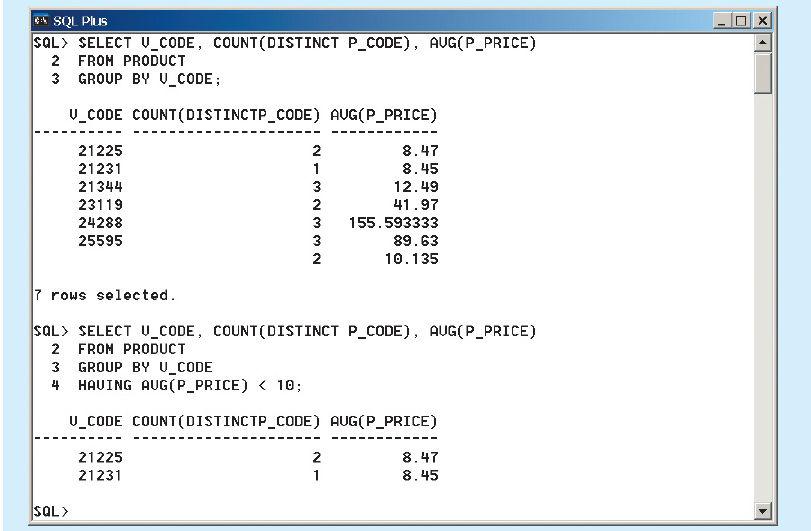 SQL Plus
SQL> SELECT V_CODE, COUNT(DISTINCT P_CODE), AVG(P_PRICE)
2 FROM PRODUCT
3 GROUP BY V_CODE;
V_CODE COUNT(DISTINCTP_CODE) AVG(P_PRICE)
---------- --------------------- ------------
21225 2 8.47
21231 1 8.45
21344 3 12.49
23119 2 41.97
24288 3 155.593333
25595 3 89.63
2 10.135
7 rows selected.
SQL> SELECT V_CODE, COUNT(DISTINCT P_CODE), AVG(P_PRICE)
2 FROM PRODUCT
3 GROUP BY V_CODE
4 HAVING AVG(P_PRICE) < 10;
V_CODE COUNT(DISTINCTP_CODE) AVG(P_PRICE)
---------- --------------------- ------------
21225 2 8.47
21231 1 8.45
SQL>